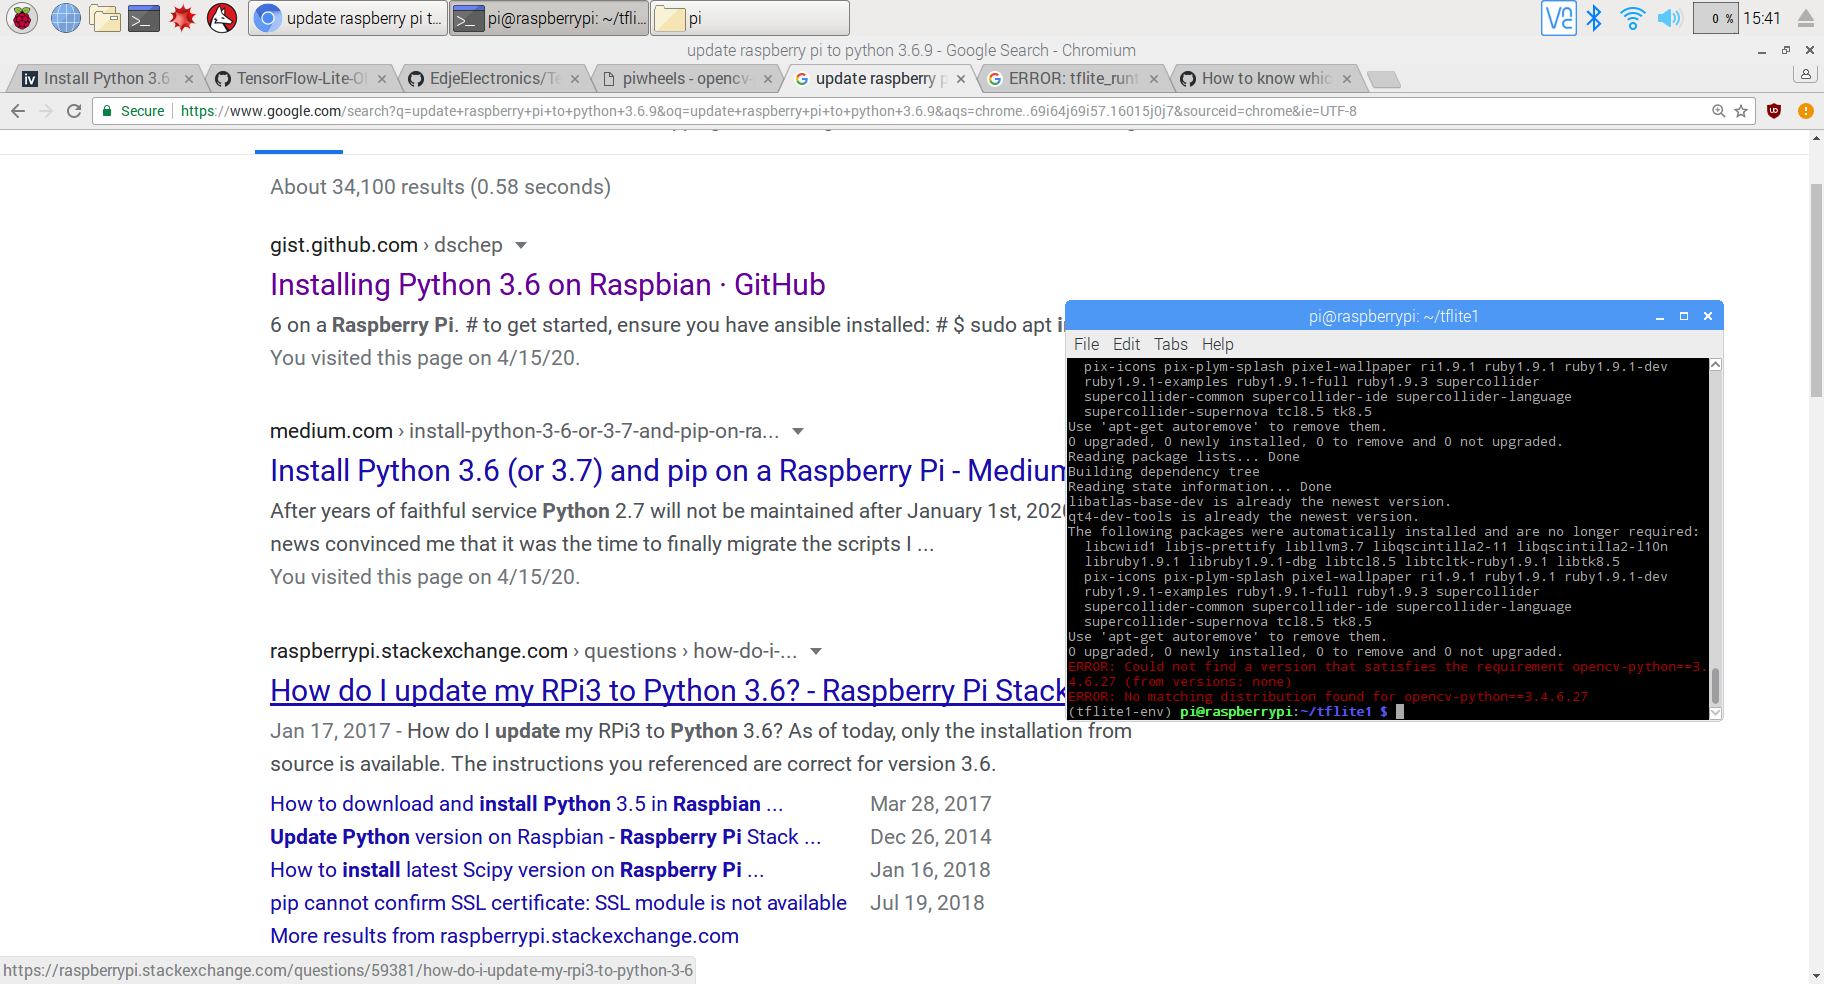 update raspberry pi t...
pi@raspberrypi: ~/tfli...
pi
0 %
15:41
update raspberry pi to python 3.6.9 - Google Search - Chromium
iv Install Python 3.6
TensorFlow-Lite-O
EdjeElectronics/Te
piwheels - opencv-
update raspberry p
ERROR: tflite_runt
How to know whic
Secure
https://www.google.com/search?q=update+raspberry+pi+to+python+3.6.9&oq=update+raspberry+pi+to+python+3.6.9&aqs=chrome..69i64j69i57.16015j0j7&sourceid=chrome&ie=UTF-8
About 34,100 results (0.58 seconds)
gist.github.com › dschep
Installing Python 3.6 on Raspbian · GitHub
6 on a Raspberry Pi. # to get started, ensure you have ansible installed: # $ sudo apt i
You visited this page on 4/15/20.
medium.com › install-python-3-6-or-3-7-and-pip-on-ra...
Install Python 3.6 (or 3.7) and pip on a Raspberry Pi - Medium
After years of faithful service Python 2.7 will not be maintained after January 1st, 2020
news convinced me that it was the time to finally migrate the scripts I ...
You visited this page on 4/15/20.
raspberrypi.stackexchange.com › questions › how-do-i-...
How do I update my RPi3 to Python 3.6? - Raspberry Pi Stack
Jan 17, 2017 - How do I update my RPi3 to Python 3.6? As of today, only the installation from
source is available. The instructions you referenced are correct for version 3.6.
How to download and install Python 3.5 in Raspbian ... Mar 28, 2017
Update Python version on Raspbian - Raspberry Pi Stack ... Dec 26, 2014
How to install latest Scipy version on Raspberry Pi ... Jan 16, 2018
pip cannot confirm SSL certificate: SSL module is not available Jul 19, 2018
More results from raspberrypi.stackexchange.com
https://raspberrypi.stackexchange.com/questions/59381/how-do-i-update-my-rpi3-to-python-3-6
pi@raspberrypi: ~/tflite1
File Edit Tabs Help
pix-icons pix-plym-splash pixel-wallpaper ri1.9.1 ruby1.9.1 ruby1.9.1-dev
ruby1.9.1-examples ruby1.9.1-full ruby1.9.3 supercollider
supercollider-common supercollider-ide supercollider-language
supercollider-supernova tcl8.5 tk8.5
Use 'apt-get autoremove' to remove them.
0 upgraded, 0 newly installed, 0 to remove and 0 not upgraded.
Reading package lists... Done
Building dependency tree
Reading state information... Done
libatlas-base-dev is already the newest version.
qt4-dev-tools is already the newest version.
The following packages were automatically installed and are no longer required:
libcwiid1 libjs-prettify libllvm3.7 libqscintilla2-11 libqscintilla2-l10n
libruby1.9.1 libruby1.9.1-dbg libtcl8.5 libtcltk-ruby1.9.1 libtk8.5
pix-icons pix-plym-splash pixel-wallpaper ri1.9.1 ruby1.9.1 ruby1.9.1-dev
ruby1.9.1-examples ruby1.9.1-full ruby1.9.3 supercollider
supercollider-common supercollider-ide supercollider-language
supercollider-supernova tcl8.5 tk8.5
Use 'apt-get autoremove' to remove them.
0 upgraded, 0 newly installed, 0 to remove and 0 not upgraded.
ERROR: Could not find a version that satisfies the requirement opencv-python==3.
4.6.27 (from versions: none)
ERROR: No matching distribution found for opencv-python==3.4.6.27
(tflite1-env) pi@raspberrypi:~/tflite1 $